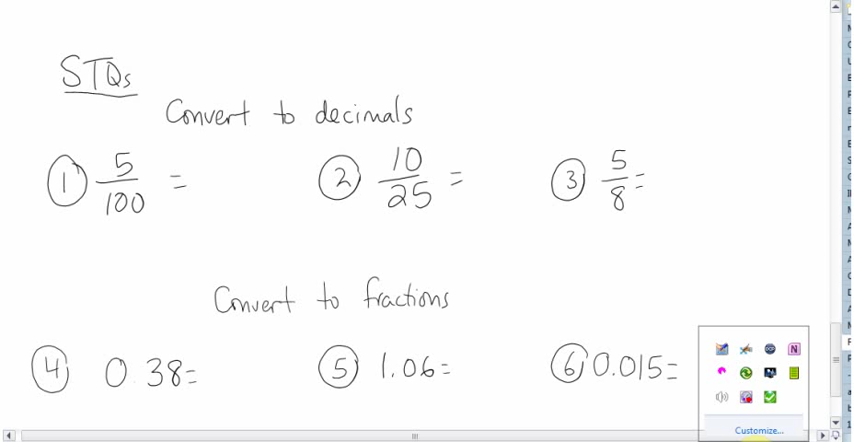 STQs
Convert to decimals
① 5/100 = ② 10/25 = ③ 5/8 =
Convert to fractions
④ 0.38= ⑤ 1.06= ⑥ 0.015=
Customize...